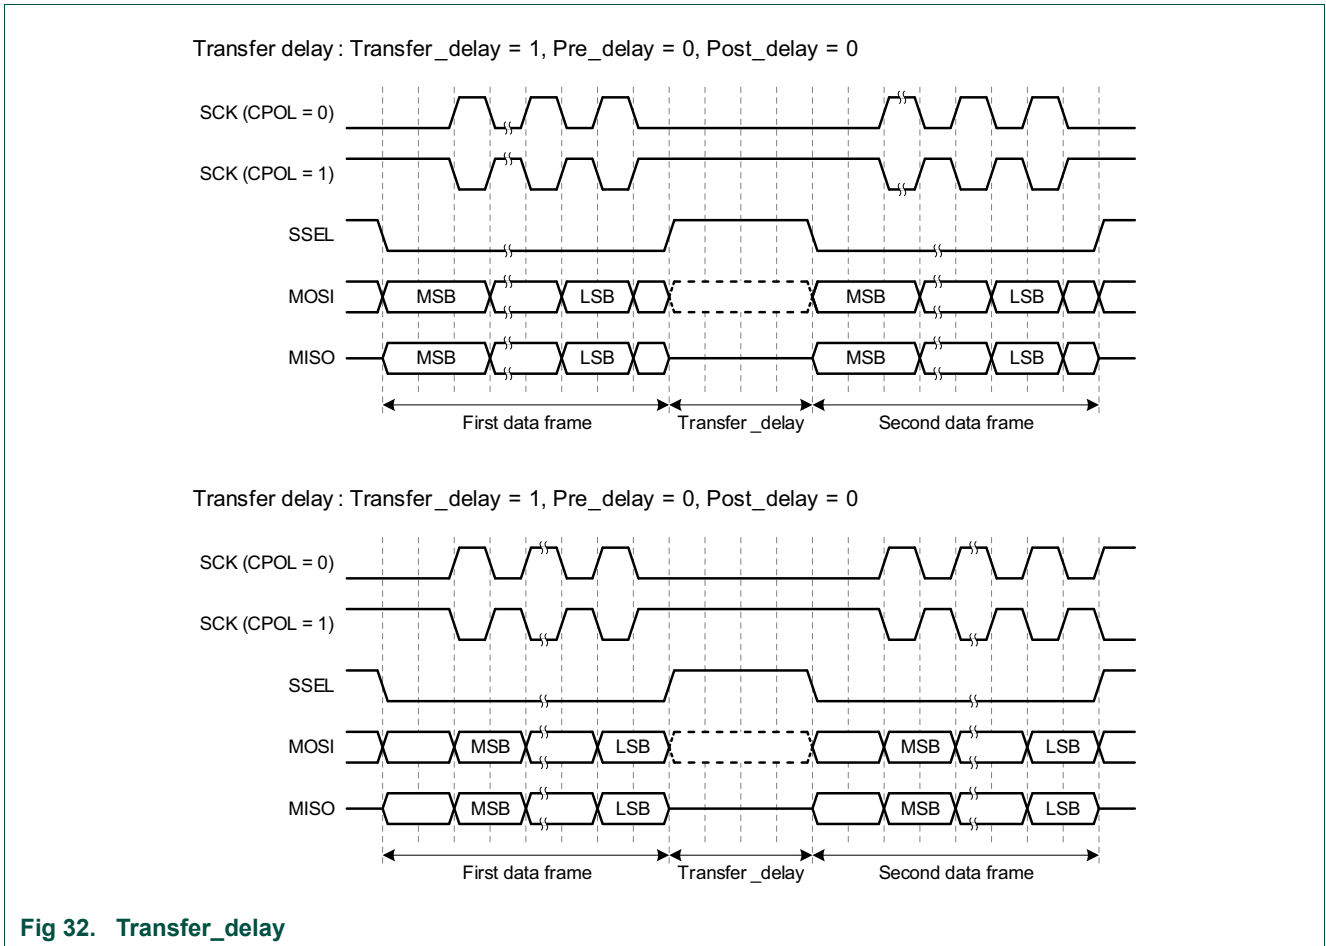 Transfer delay : Transfer_delay = 1, Pre_delay = 0, Post_delay = 0
SCK (CPOL = 0)
SCK (CPOL = 1)
SSEL
MOSI MSB LSB MSB LSB
MISO MSB LSB MSB LSB
First data frame Transfer_delay Second data frame
Transfer delay : Transfer_delay = 1, Pre_delay = 0, Post_delay = 0
SCK (CPOL = 0)
SCK (CPOL = 1)
SSEL
MOSI MSB LSB MSB LSB
MISO MSB LSB MSB LSB
First data frame Transfer_delay Second data frame
Fig 32. Transfer_delay